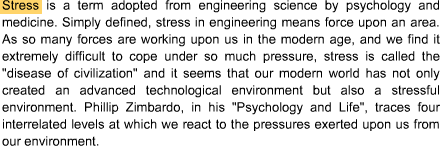 Stress is a term adopted from engineering science by psychology and
medicine. Simply defined, stress in engineering means force upon an area.
As so many forces are working upon us in the modern age, and we find it
extremely difficult to cope under so much pressure, stress is called the
"disease of civilization" and it seems that our modern world has not only
created an advanced technological environment but also a stressful
environment. Phillip Zimbardo, in his "Psychology and Life", traces four
interrelated levels at which we react to the pressures exerted upon us from
our environment.